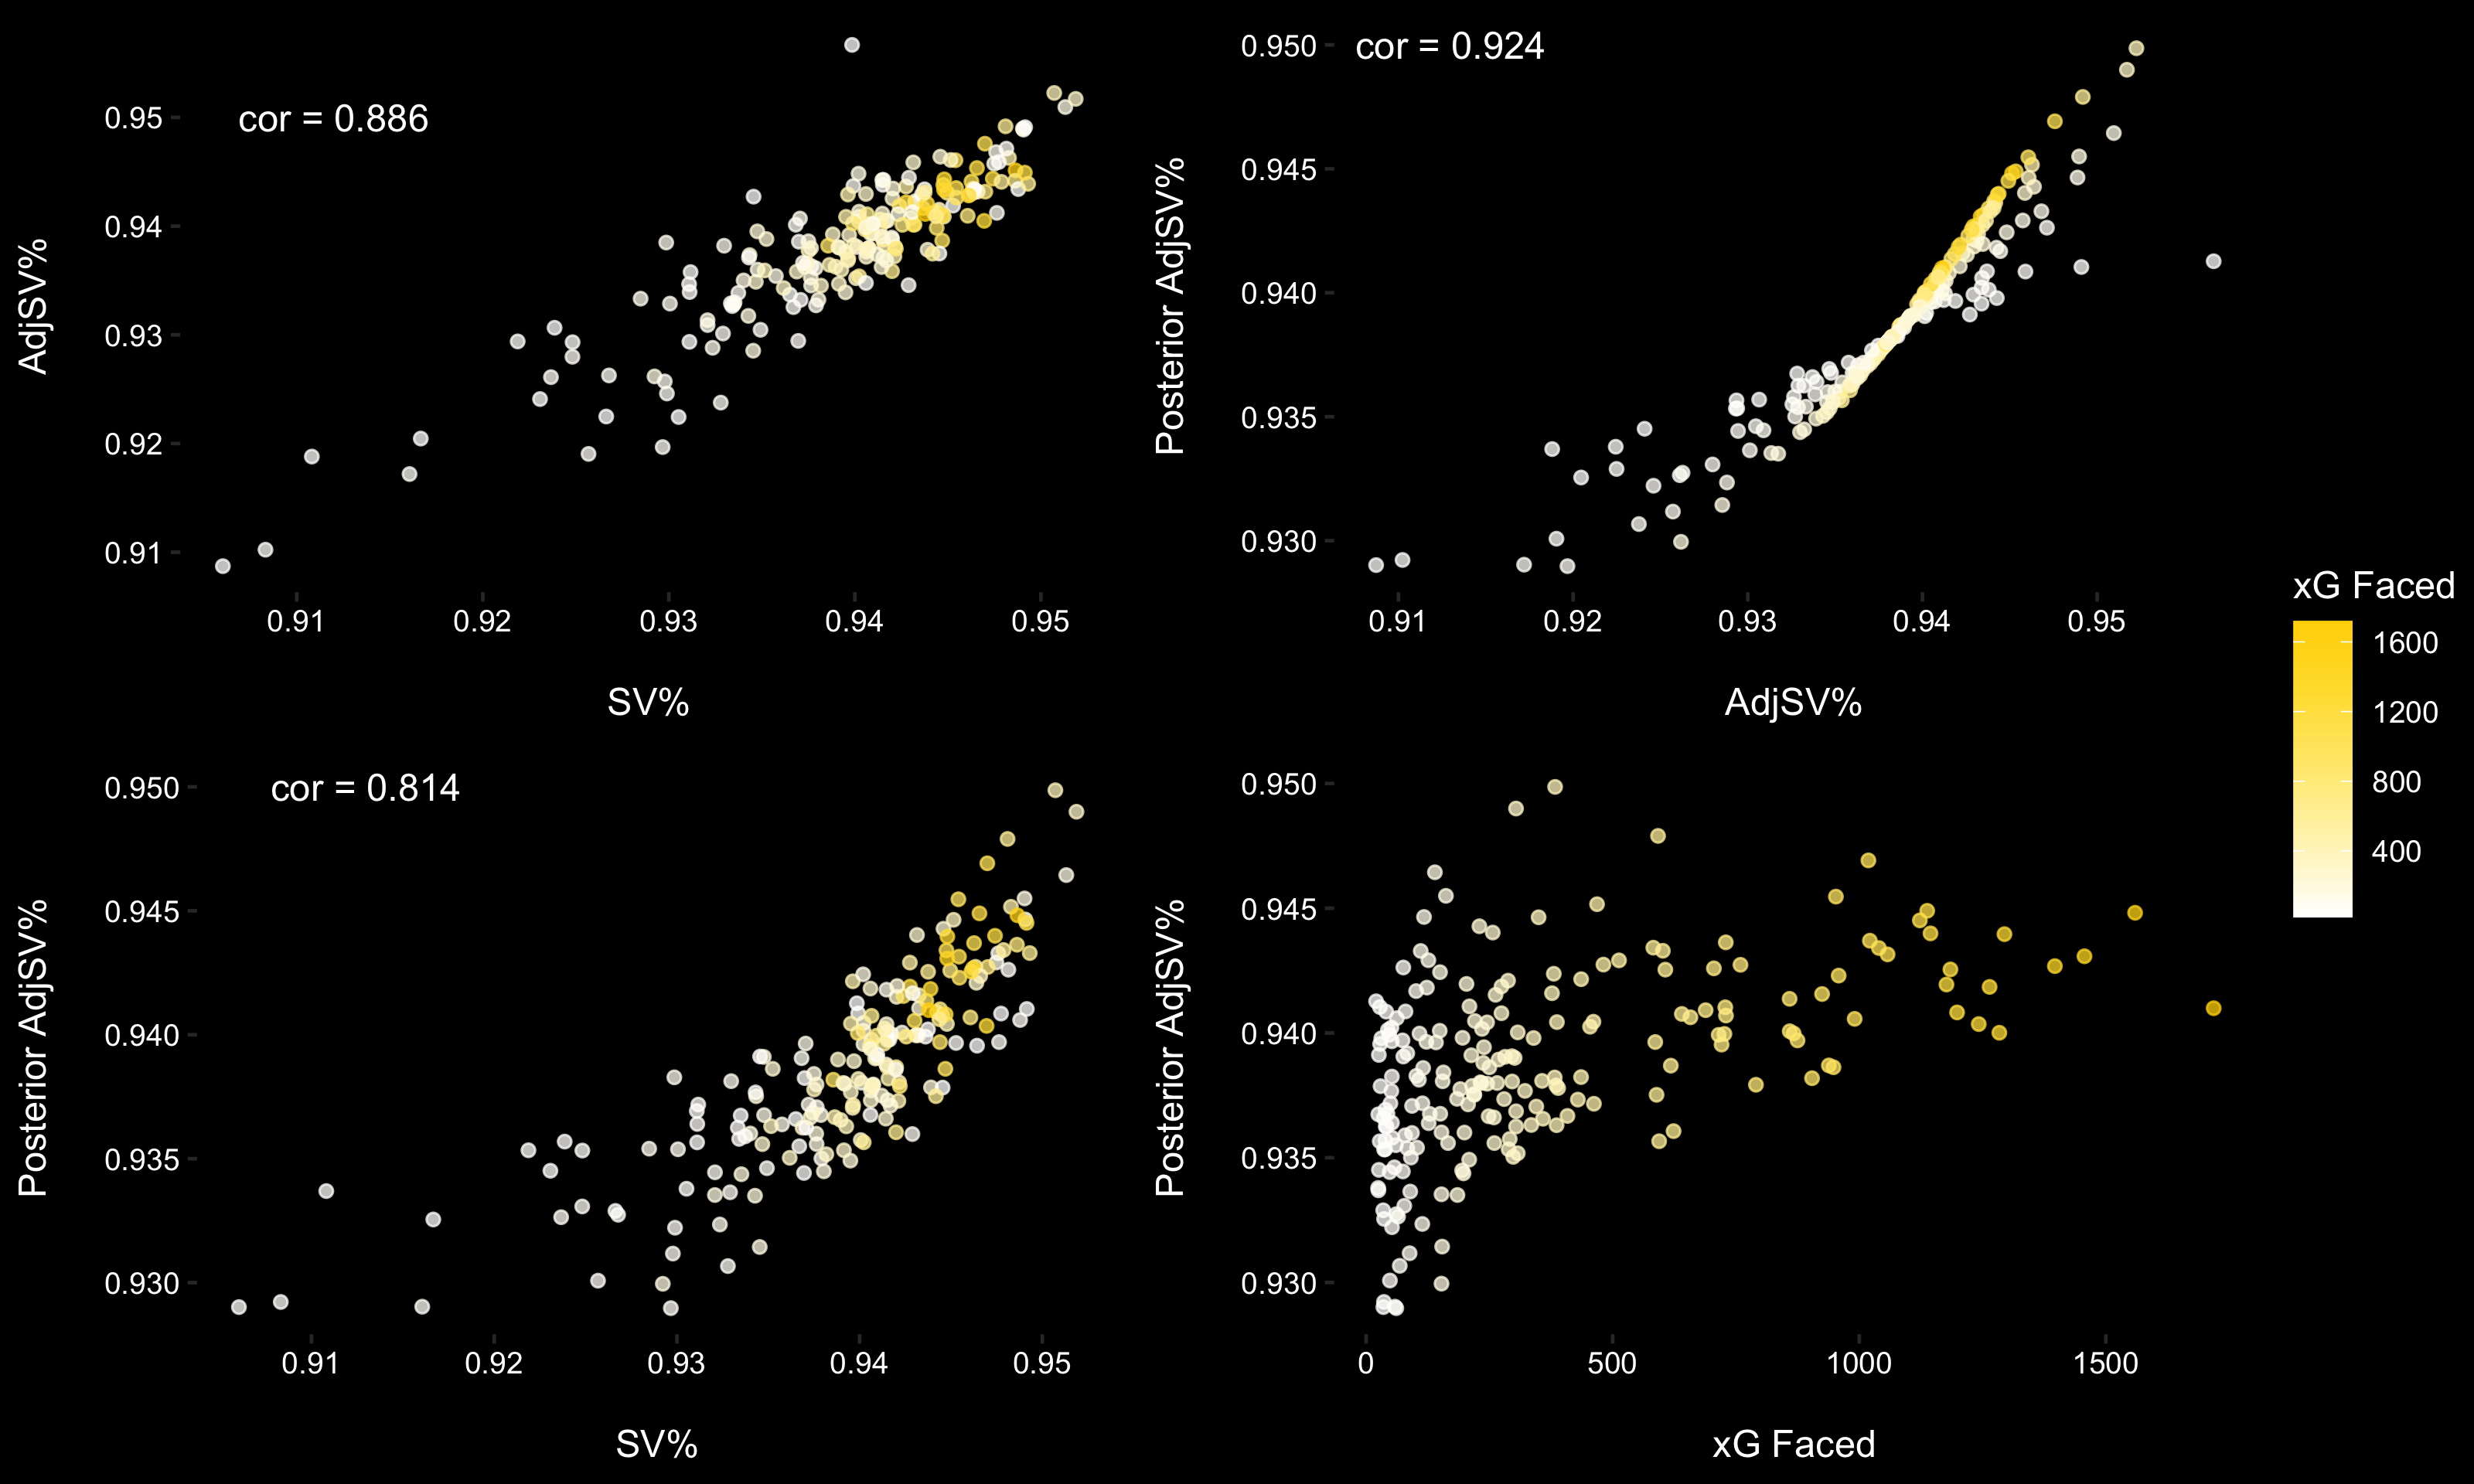 cor = 0.886
AdjSV%
0.95
0.94
0.93
0.92
0.91
0.91 0.92 0.93 0.94 0.95
SV%
cor = 0.924
Posterior AdjSV%
0.950
0.945
0.940
0.935
0.930
0.91 0.92 0.93 0.94 0.95
AdjSV%
cor = 0.814
Posterior AdjSV%
0.950
0.945
0.940
0.935
0.930
0.91 0.92 0.93 0.94 0.95
SV%
Posterior AdjSV%
0.950
0.945
0.940
0.935
0.930
0 500 1000 1500
xG Faced
xG Faced
1600
1200
800
400